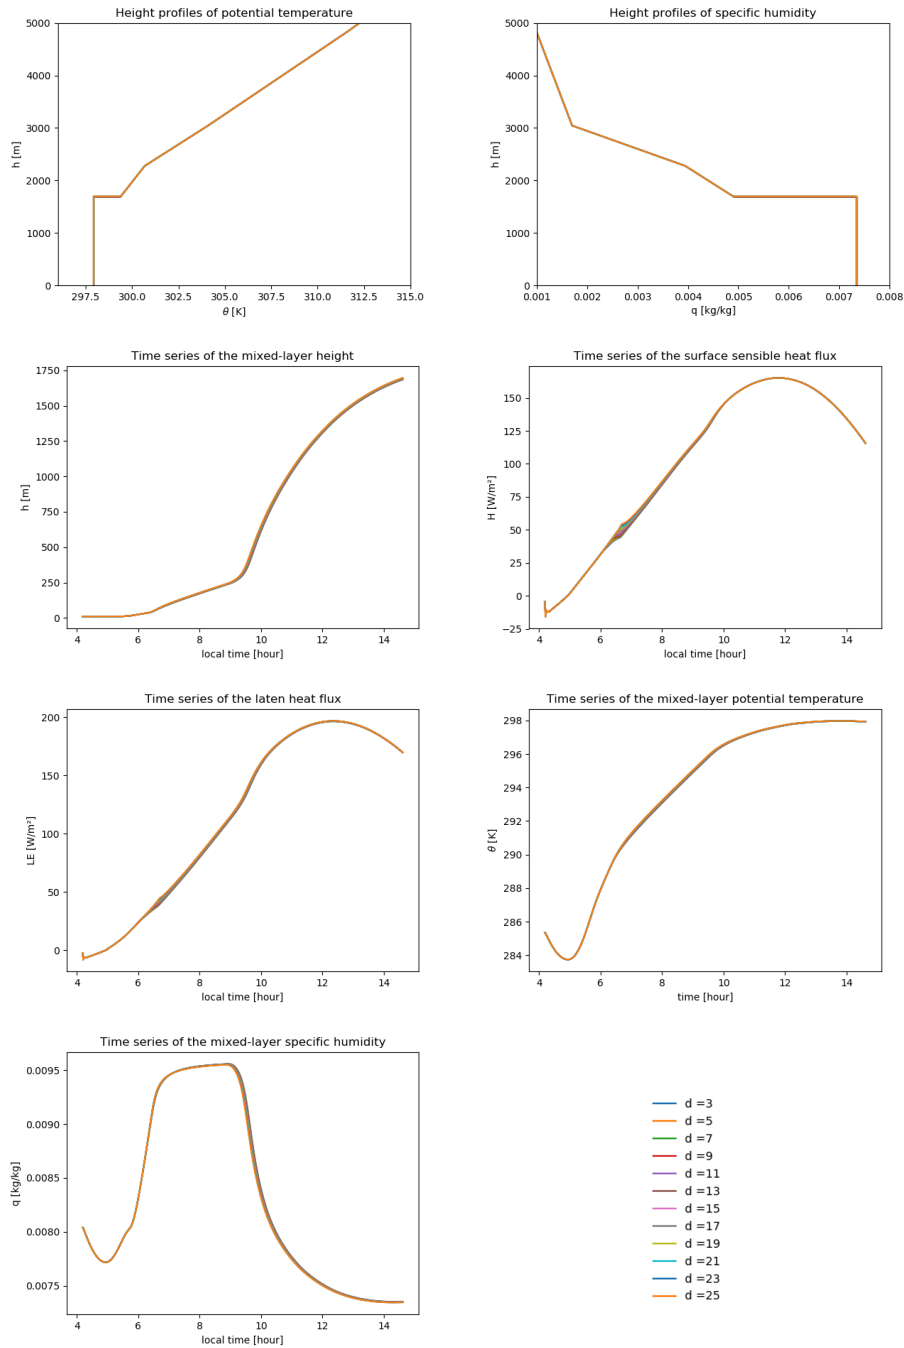 Height profiles of potential temperature
5000
4000
3000
2000
1000
0
h [m]
297.5 300.0 302.5 305.0 307.5 310.0 312.5 315.0
θ [K]
Height profiles of specific humidity
5000
4000
3000
2000
1000
0
h [m]
0.001 0.002 0.003 0.004 0.005 0.006 0.007 0.008
q [kg/kg]
Time series of the mixed-layer height
1750
1500
1250
1000
750
500
250
0
h [m]
4 6 8 10 12 14
local time [hour]
Time series of the surface sensible heat flux
150
125
100
75
50
25
0
−25
H [W/m²]
4 6 8 10 12 14
local time [hour]
Time series of the laten heat flux
200
150
100
50
0
LE [W/m²]
4 6 8 10 12 14
local time [hour]
Time series of the mixed-layer potential temperature
298
296
294
292
290
288
286
284
θ [K]
4 6 8 10 12 14
time [hour]
Time series of the mixed-layer specific humidity
0.0095
0.0090
0.0085
0.0080
0.0075
q [kg/kg]
4 6 8 10 12 14
local time [hour]
d =3
d =5
d =7
d =9
d =11
d =13
d =15
d =17
d =19
d =21
d =23
d =25